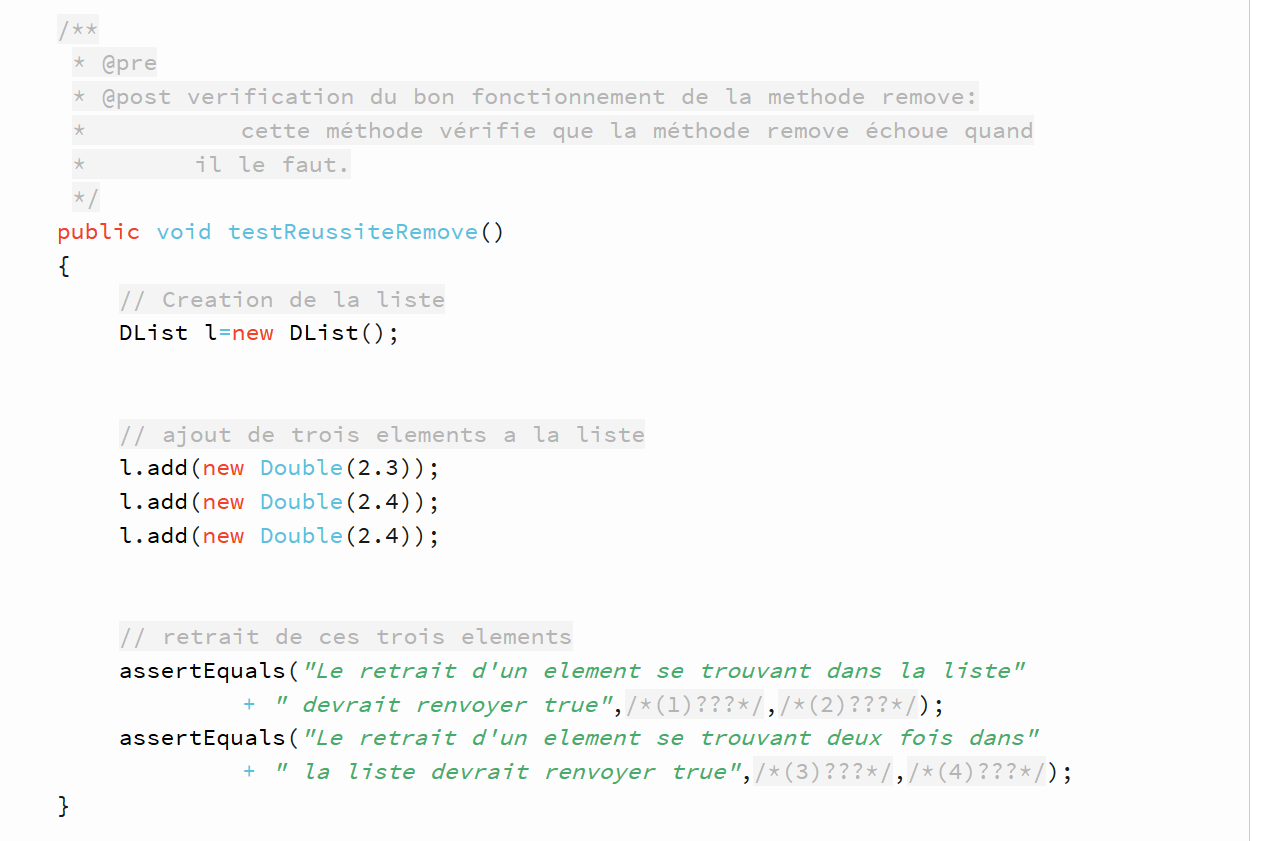 /**
* @pre
* @post verification du bon fonctionnement de la methode remove:
* cette méthode vérifie que la méthode remove échoue quand
* il le faut.
*/
public void testReussiteRemove()
{
// Creation de la liste
DList l=new DList();
// ajout de trois elements a la liste
l.add(new Double(2.3));
l.add(new Double(2.4));
l.add(new Double(2.4));
// retrait de ces trois elements
assertEquals("Le retrait d'un element se trouvant dans la liste"
+ " devrait renvoyer true",/*(1)???*/,/*(2)???*/);
assertEquals("Le retrait d'un element se trouvant deux fois dans"
+ " la liste devrait renvoyer true",/*(3)???*/,/*(4)???*/);
}